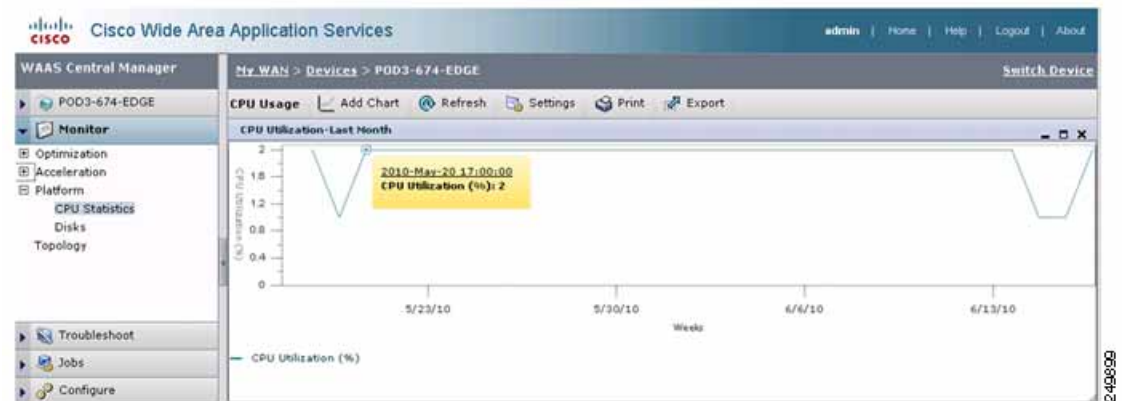 CISCO Cisco Wide Area Application Services
admin | Home | Help | Logout | About
WAAS Central Manager
My WAN > Devices > POD3-674-EDGE
Switch Device
POD3-674-EDGE
CPU Usage Add Chart Refresh Settings Print Export
Monitor
Optimization
Acceleration
Platform
CPU Statistics
Disks
Topology
Troubleshoot
Jobs
Configure
CPU Utilization-Last Month
CPU Utilization (%)
2
1.6
1.2
0.8
0.4
0
2010-May-20 17:00:00
CPU Utilization (%): 2
5/23/10 5/30/10 6/6/10 6/13/10
Weeks
CPU Utilization (%)
249899